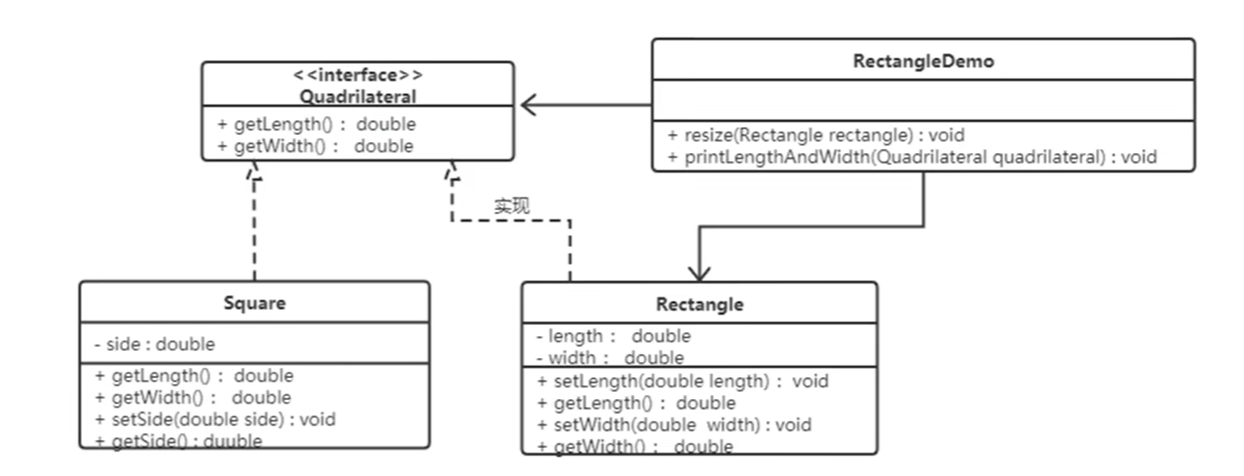 <<interface>>
Quadrilateral
+ getLength() : double
+ getWidth() : double
RectangleDemo
+ resize(Rectangle rectangle) : void
+ printLengthAndWidth(Quadrilateral quadrilateral) : void
实现
Square
- side : double
+ getLength() : double
+ getWidth() : double
+ setSide(double side) : void
+ getSide() : duuble
Rectangle
- length : double
- width : double
+ setLength(double length) : void
+ getLength() : double
+ setWidth(double width) : void
+ getWidth() : double